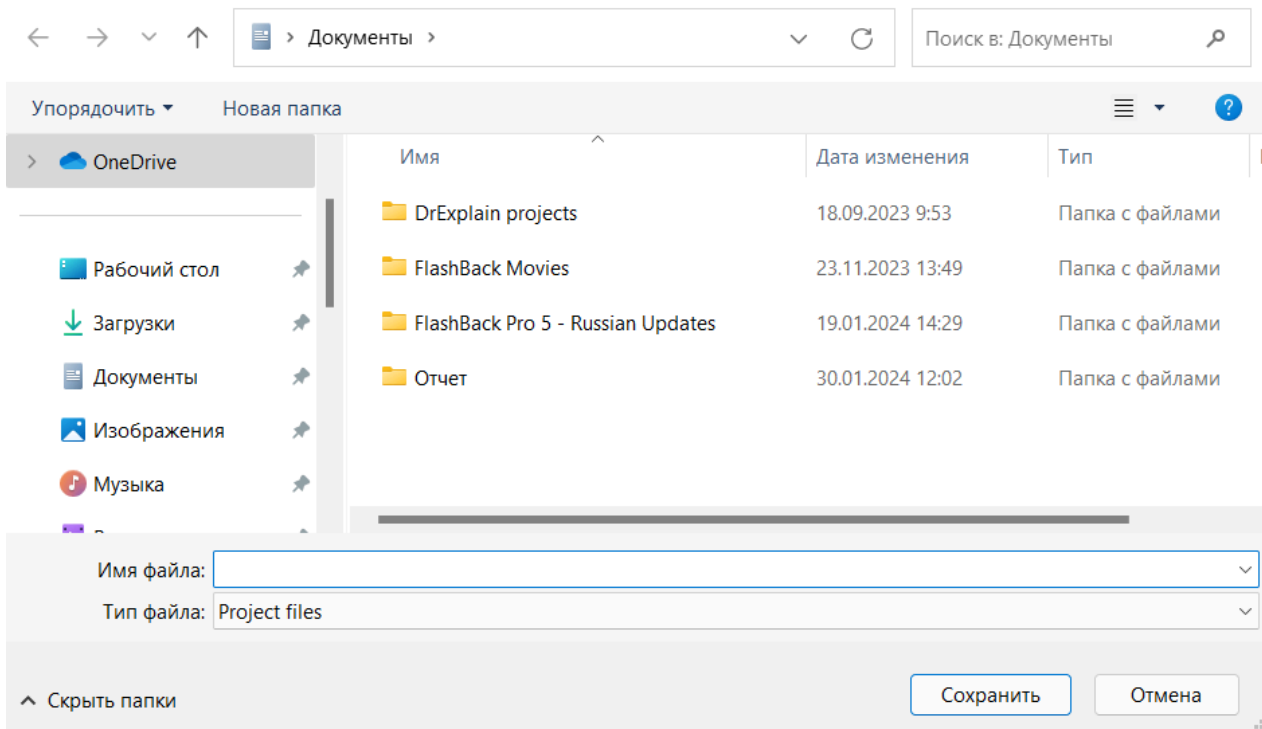 Документы
Поиск в: Документы
Упорядочить
Новая папка
?
OneDrive
Имя
Дата изменения
Тип
DrExplain projects
18.09.2023 9:53
Папка с файлами
Рабочий стол
FlashBack Movies
23.11.2023 13:49
Папка с файлами
Загрузки
FlashBack Pro 5 - Russian Updates
19.01.2024 14:29
Папка с файлами
Документы
Отчет
30.01.2024 12:02
Папка с файлами
Изображения
Музыка
Имя файла:
Тип файла: Project files
Скрыть папки
Сохранить
Отмена